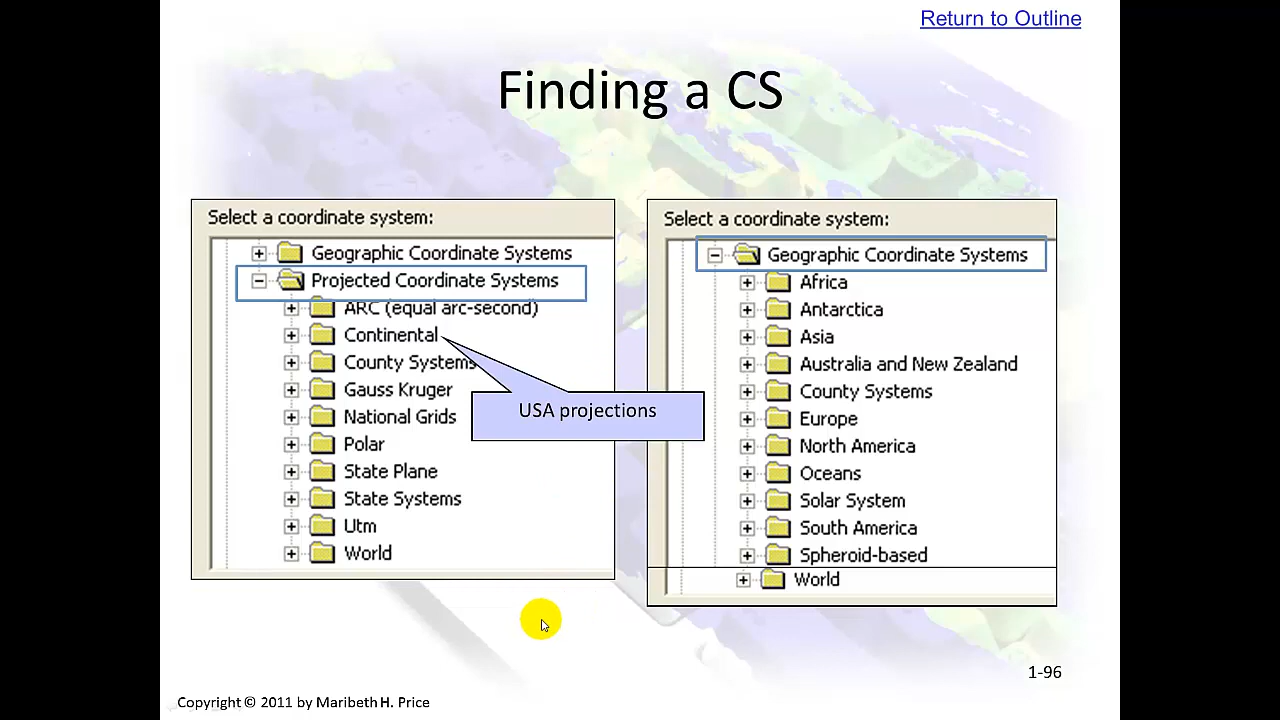 Return to Outline
Finding a CS
Select a coordinate system:
Geographic Coordinate Systems
Projected Coordinate Systems
ARC (equal arc-second)
Continental
County Systems
Gauss Kruger
National Grids
Polar
State Plane
State Systems
Utm
World
USA projections
Select a coordinate system:
Geographic Coordinate Systems
Africa
Antarctica
Asia
Australia and New Zealand
County Systems
Europe
North America
Oceans
Solar System
South America
Spheroid-based
World
1-96
Copyright © 2011 by Maribeth H. Price